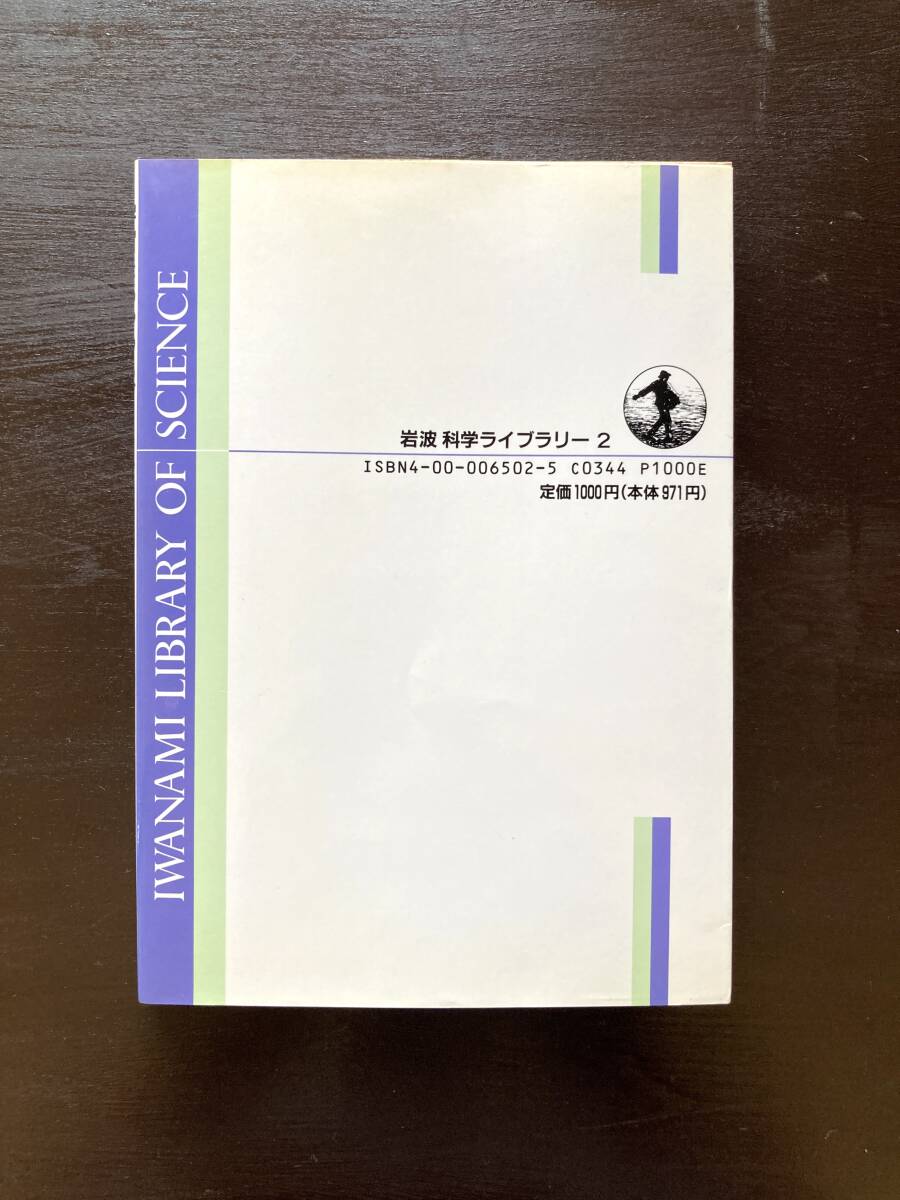 IWANAMI LIBRARY OF SCIENCE
岩波 科学ライブラリー 2
ISBN4-00-006502-5 C0344 P1000E
定価1000円(本体971円)